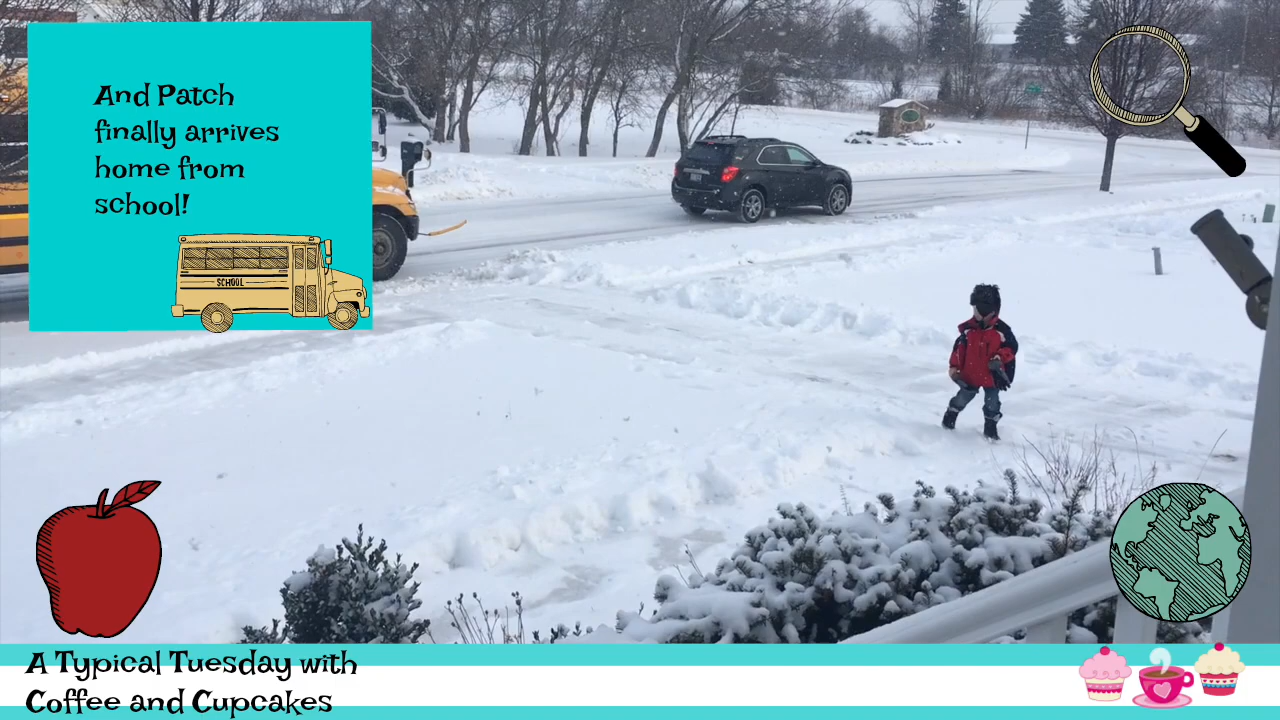 And Patch
finally arrives
home from
school!
SCHOOL
A Typical Tuesday with
Coffee and Cupcakes